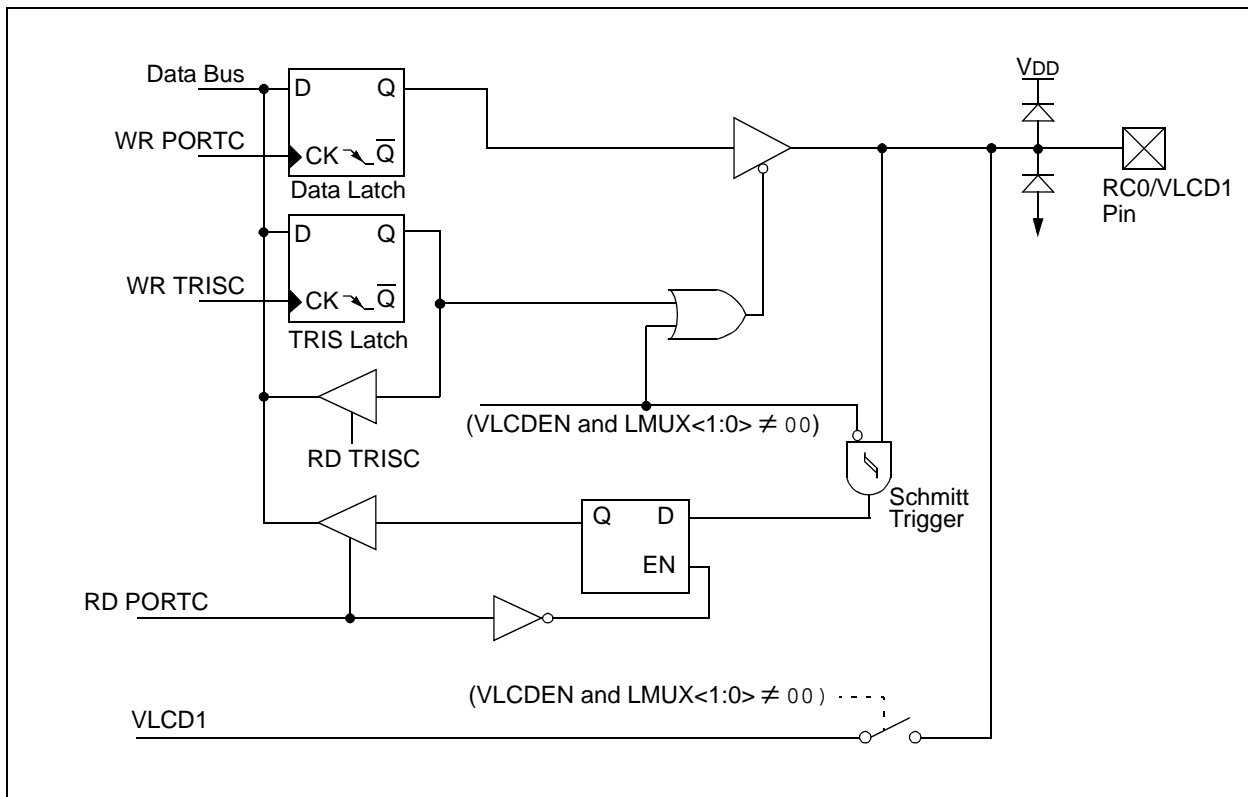 Data Bus
D Q
VDD
WR PORTC
CK Q̅
Data Latch
RC0/VLCD1
Pin
D Q
WR TRISC
CK Q̅
TRIS Latch
(VLCDEN and LMUX<1:0> ≠ 00)
RD TRISC
Schmitt
Trigger
Q D
EN
RD PORTC
(VLCDEN and LMUX<1:0> ≠ 00)
VLCD1